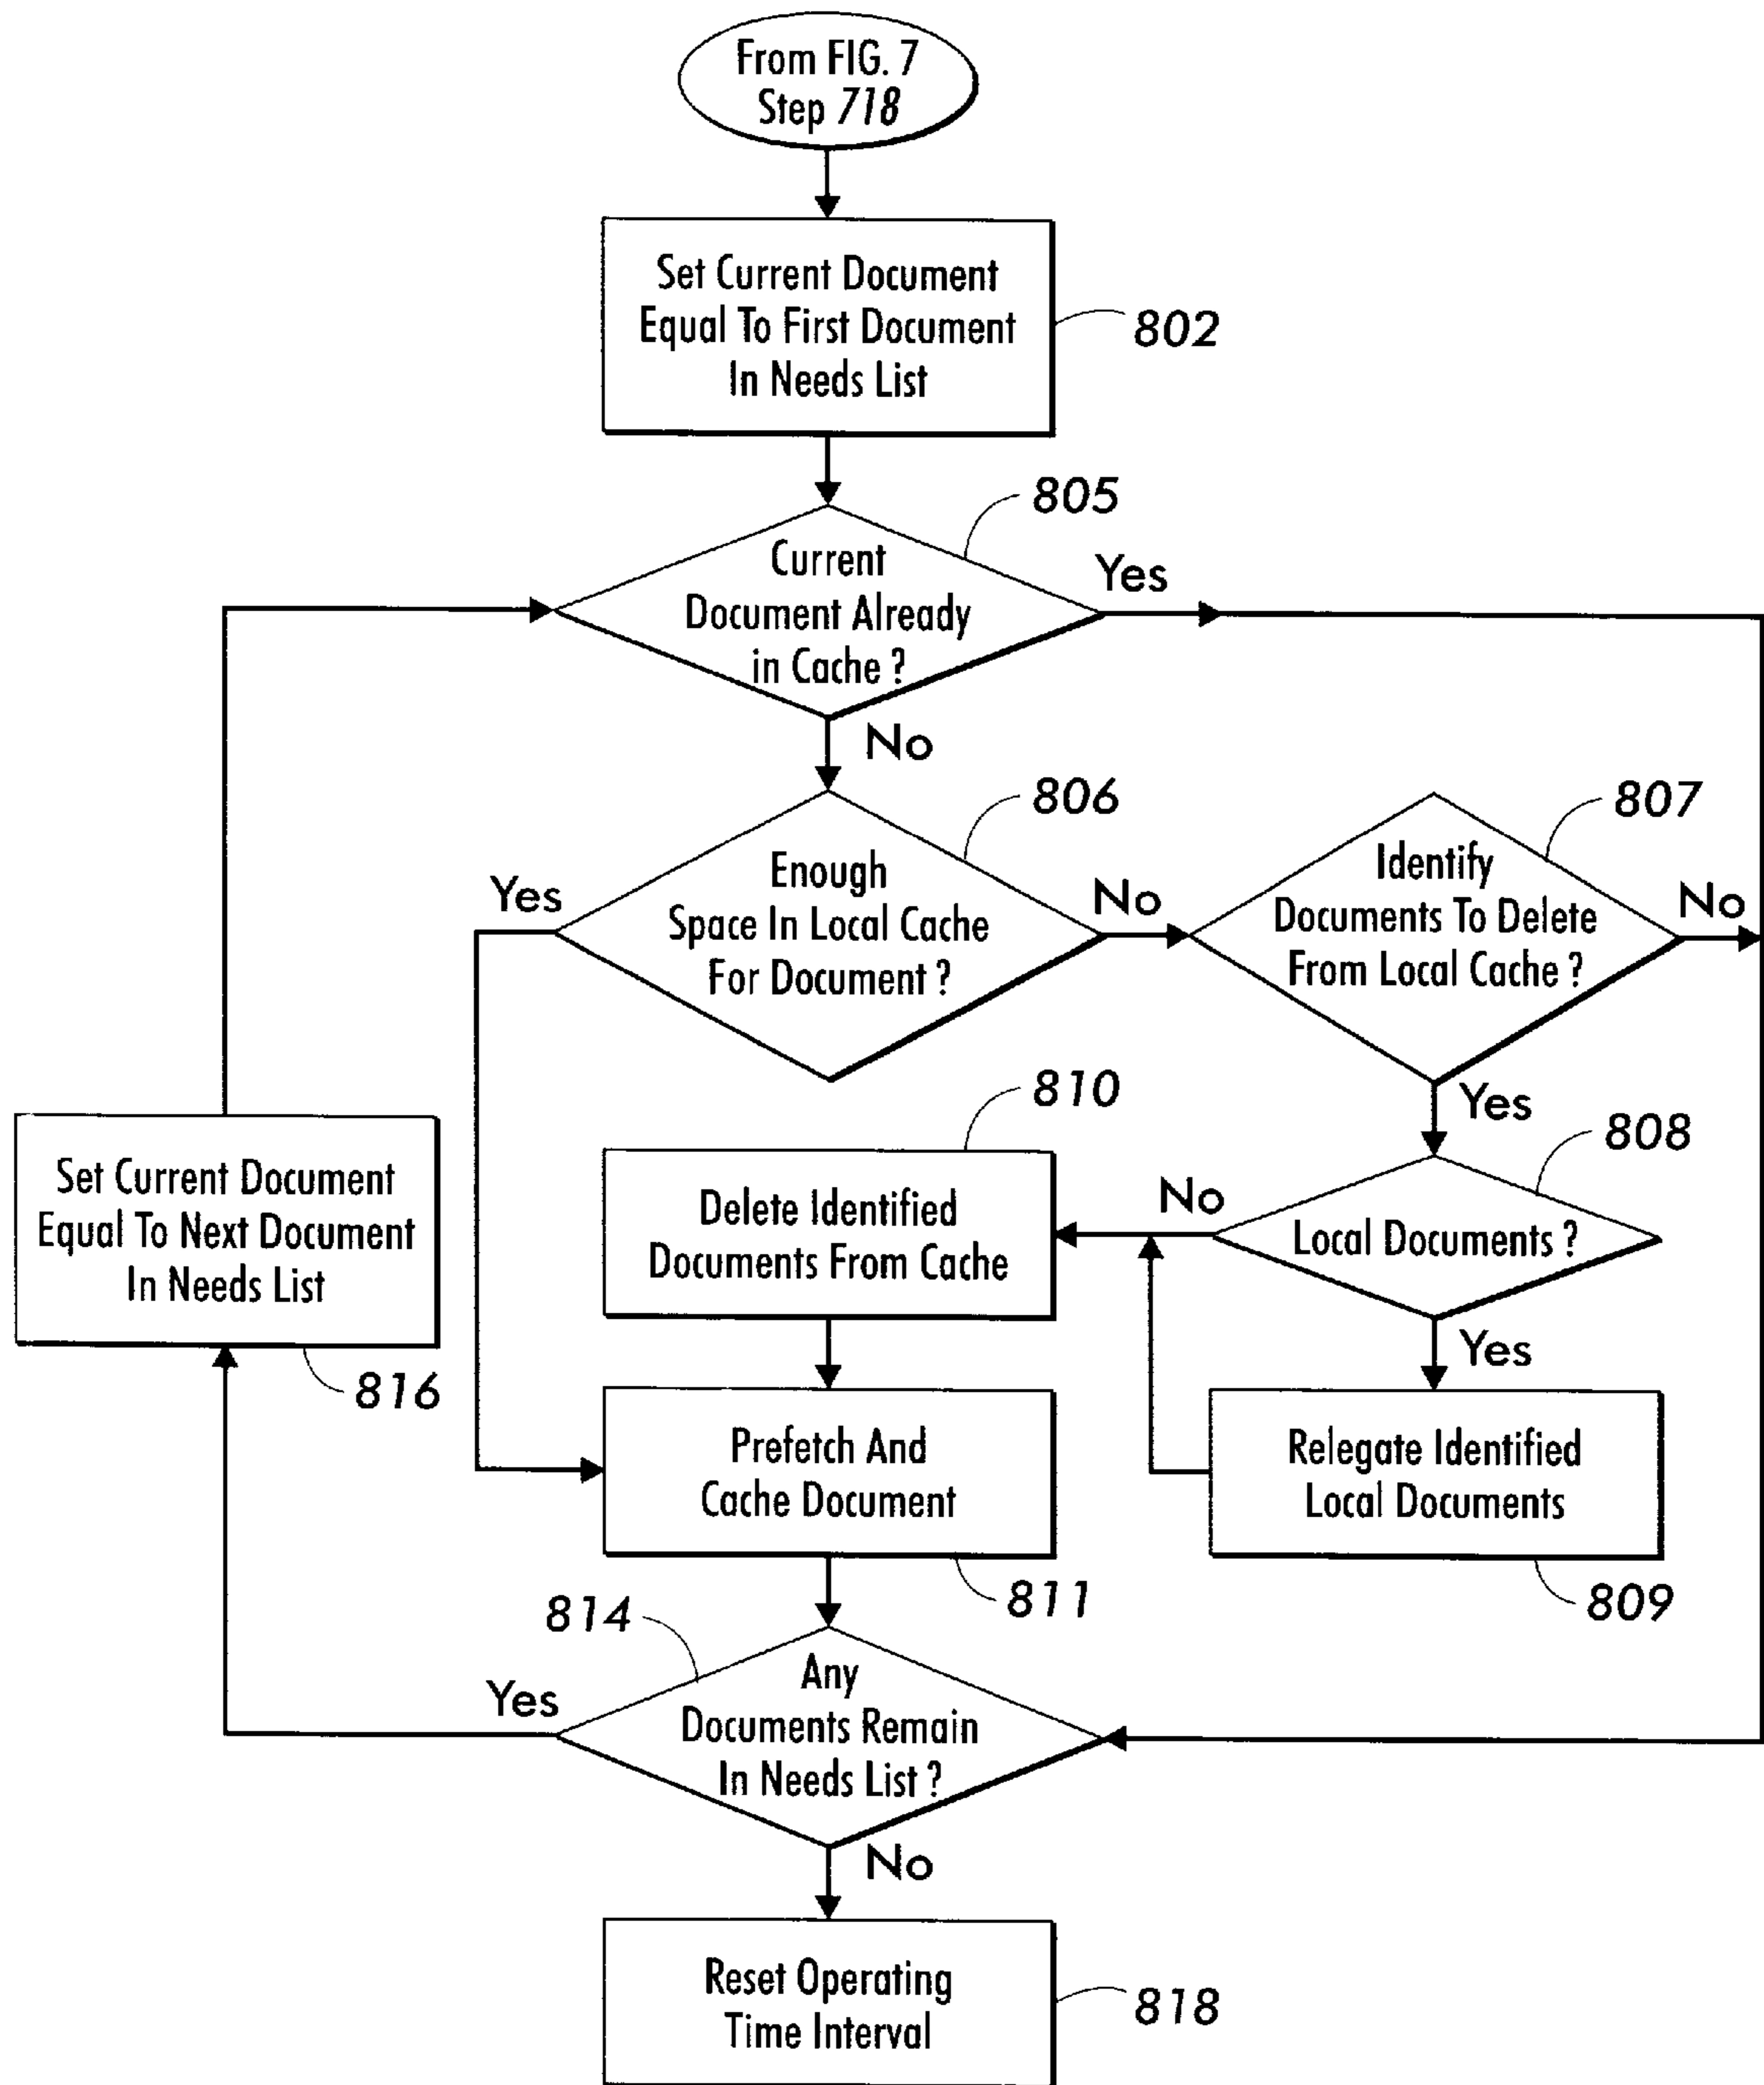 From FIG. 7
Step 718
Set Current Document
Equal To First Document
In Needs List
802
805
Current
Document Already
in Cache ?
Yes
No
806
807
Enough
Space In Local Cache
For Document ?
Yes
No
Identify
Documents To Delete
From Local Cache ?
No
Yes
810
808
Set Current Document
Equal To Next Document
In Needs List
816
Delete Identified
Documents From Cache
No
Local Documents ?
Yes
Prefetch And
Cache Document
811
Relegate Identified
Local Documents
809
814
Any
Documents Remain
In Needs List ?
Yes
No
Reset Operating
Time Interval
818